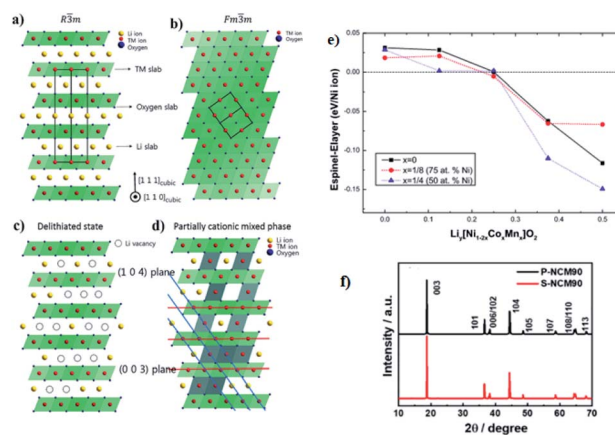 a)
R3̅m
Li ion
TM ion
Oxygen
TM slab
Oxygen slab
Li slab
[1 1 1]cubic
[1 1̅ 0]cubic
b)
Fm3̅m
TM ion
Oxygen
c)
Delithiated state
Li vacancy
(1 0 4) plane
(0 0 3) plane
d)
Partially cationic mixed phase
Li ion
TM ion
Oxygen
e)
Espinel-Elayer (eV/Ni ion)
0.05
0.00
-0.05
-0.10
-0.15
x=0
x=1/8 (75 at. % Ni)
x=1/4 (50 at. % Ni)
0.0 0.1 0.2 0.3 0.4 0.5
Liy[Ni1-2xCoxMnx]O2
f)
Intensity / a.u.
P-NCM90
S-NCM90
003
101
006/102
104
105
107
108/110
113
10 20 30 40 50 60 70
2θ / degree